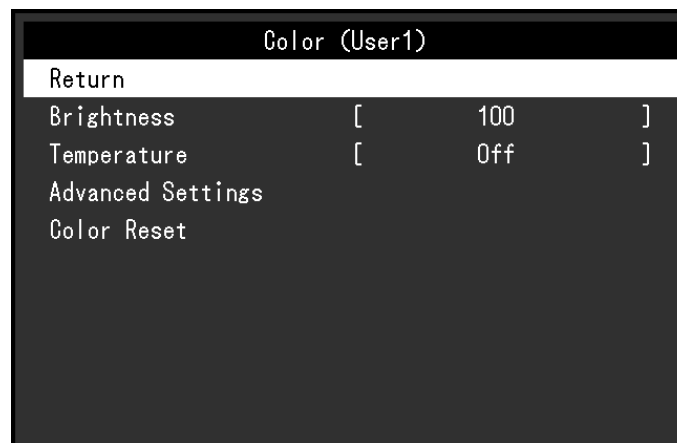 Color (User1)
Return
Brightness [ 100 ]
Temperature [ Off ]
Advanced Settings
Color Reset